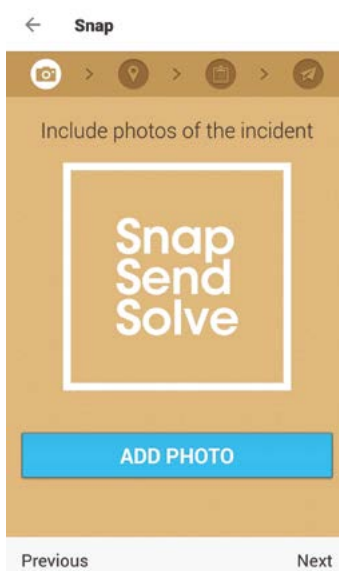 Snap
Include photos of the incident
Snap
Send
Solve
ADD PHOTO
Previous
Next